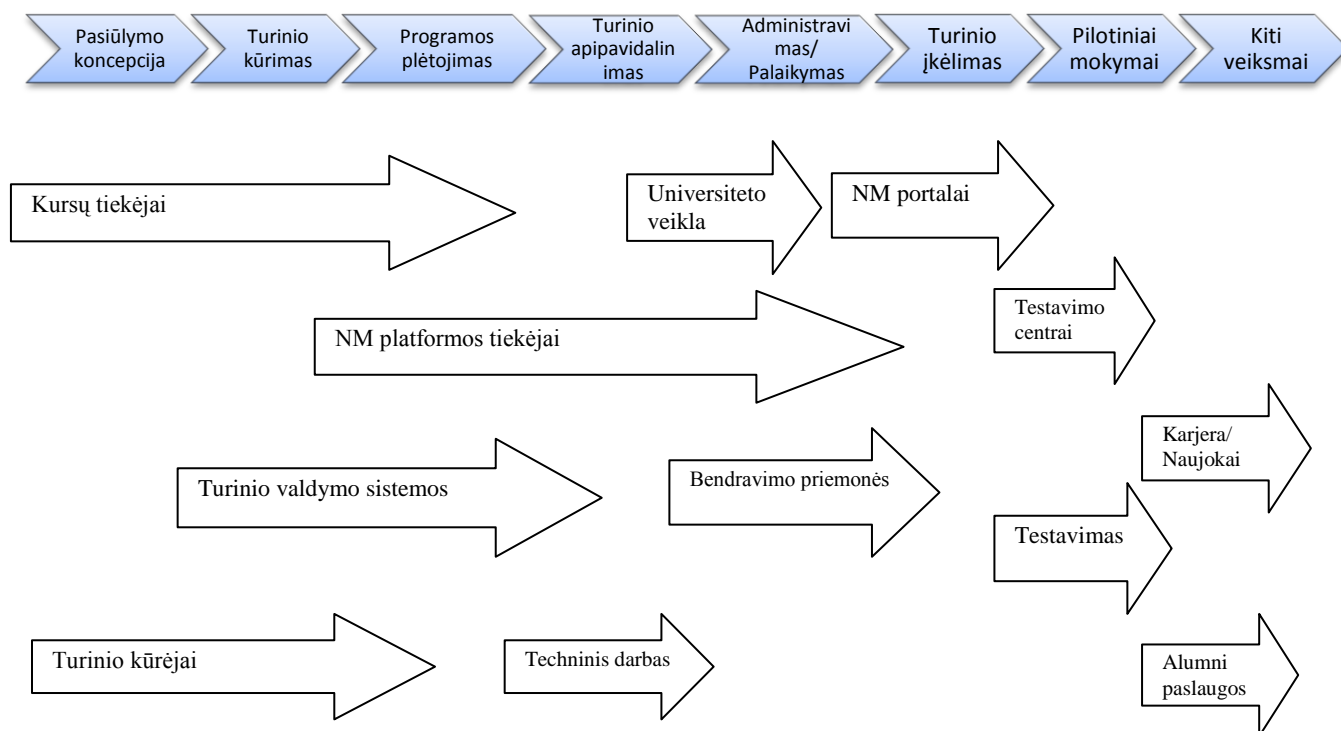 Pasiūlymo
koncepcija
Turinio
kūrimas
Programos
plėtojimas
Turinio
apipavidalin
imas
Administravi
mas/
Palaikymas
Turinio
įkėlimas
Pilotiniai
mokymai
Kiti
veiksmai
Kursų tiekėjai
Universiteto
veikla
NM portalai
NM platformos tiekėjai
Testavimo
centrai
Turinio valdymo sistemos
Bendravimo priemonės
Karjera/
Naujokai
Testavimas
Turinio kūrėjai
Techninis darbas
Alumni
paslaugos